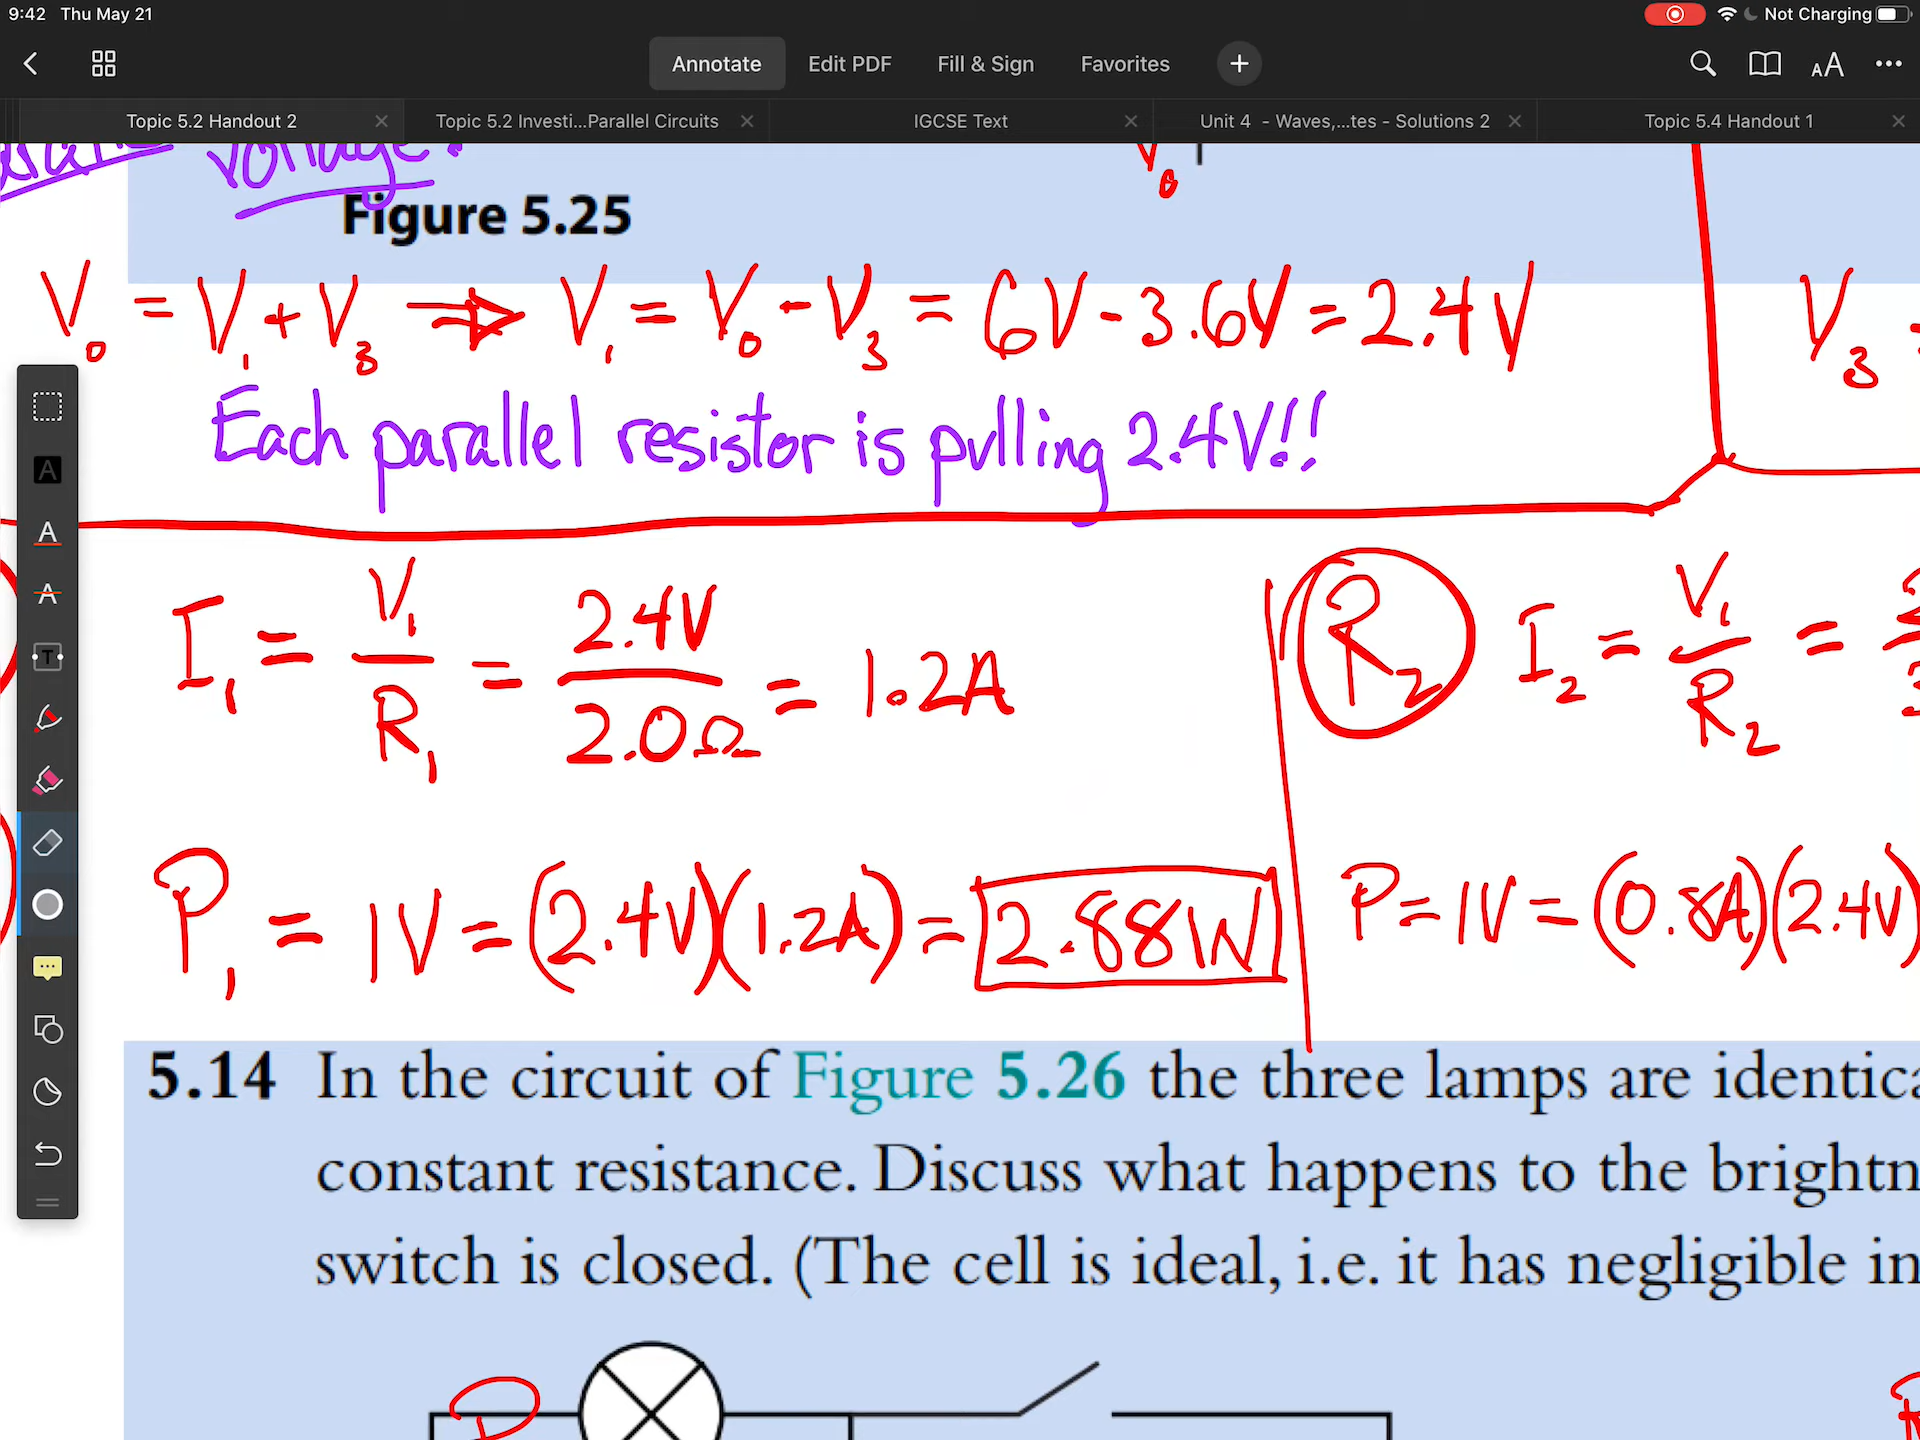 9:42 Thu May 21 Not Charging
Annotate Edit PDF Fill & Sign Favorites
Topic 5.2 Handout 2 Topic 5.2 Investi...Parallel Circuits IGCSE Text Unit 4 - Waves,...tes - Solutions 2 Topic 5.4 Handout 1
voltage! V₀
Figure 5.25
V₀ = V₁ + V₃ ⇒ V₁ = V₀ - V₃ = 6V - 3.6V = 2.4V V₃
Each parallel resistor is pulling 2.4V!!
I₁ = V₁/R₁ = 2.4V/2.0Ω = 1.2A R₂ I₂ = V₁/R₂ =
P₁ = IV = (2.4V)(1.2A) = 2.88W P = IV = (0.8A)(2.4V)
5.14 In the circuit of Figure 5.26 the three lamps are identica
constant resistance. Discuss what happens to the brightn
switch is closed. (The cell is ideal, i.e. it has negligible in